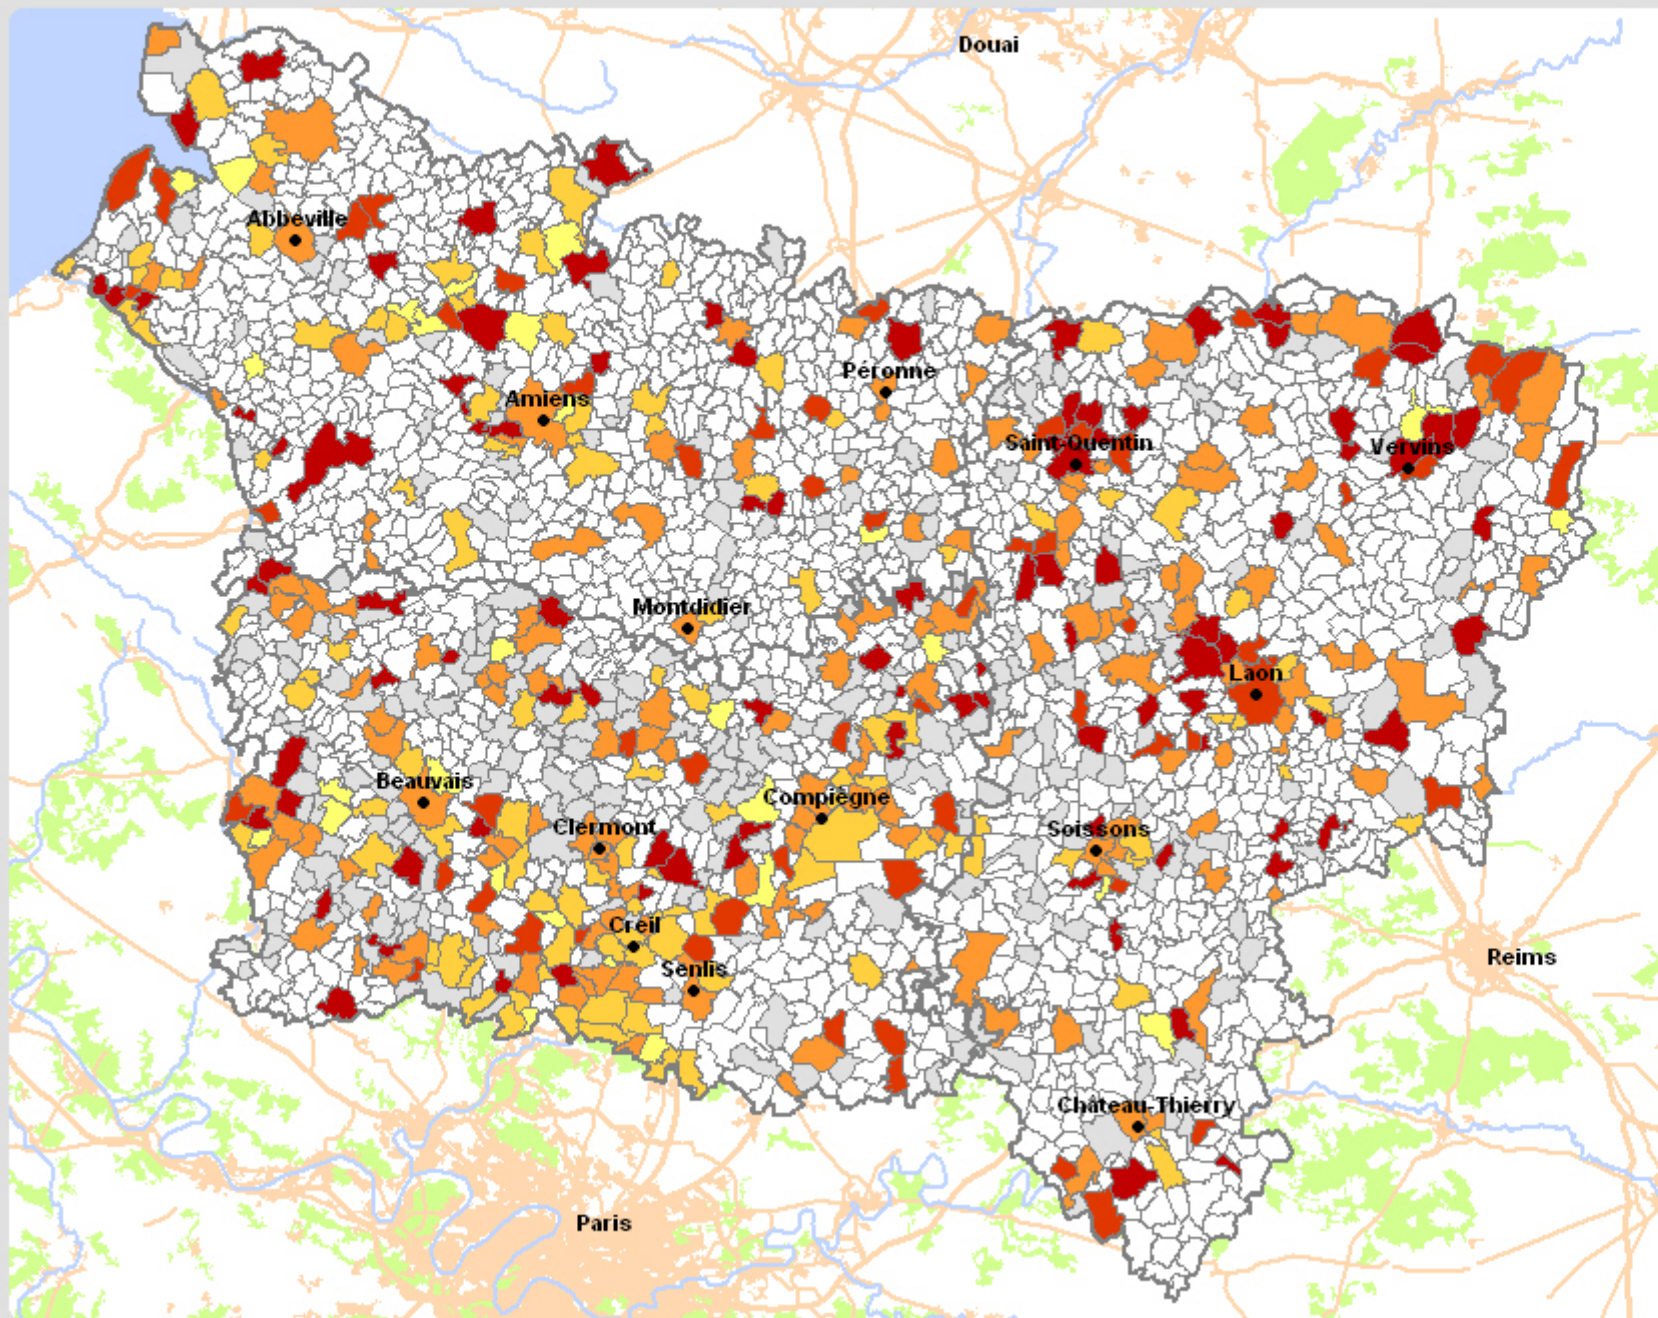 Douai
Abbeville
Péronne
Amiens
Saint-Quentin
Vervins
Montdidier
Laon
Beauvais
Compiègne
Clermont
Soissons
Creil
Senlis
Reims
Château-Thierry
Paris